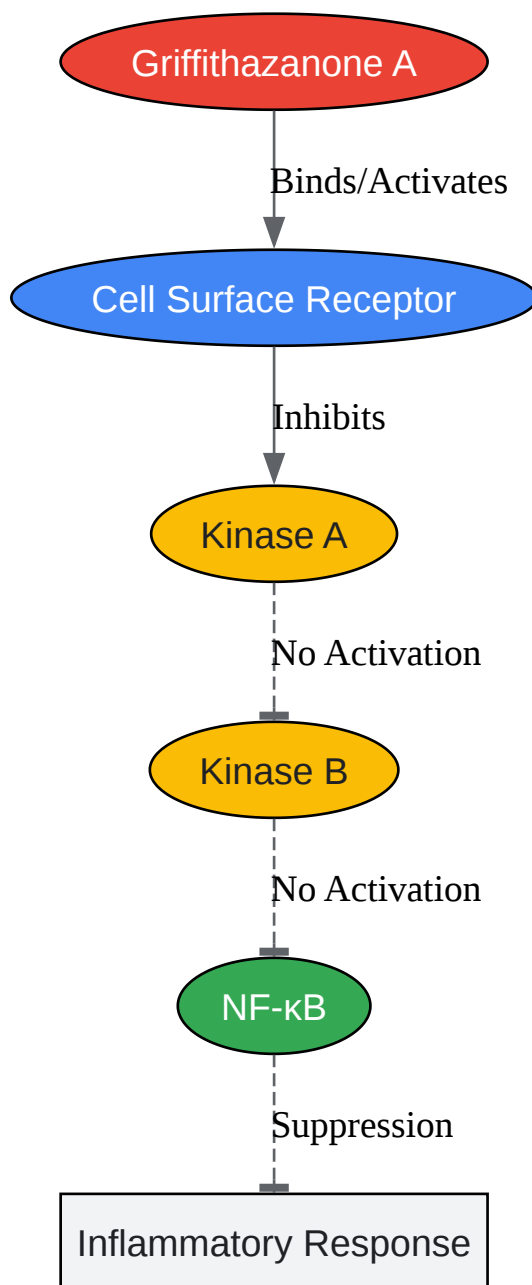 Griffithazanone A
Binds/Activates
Cell Surface Receptor
Inhibits
Kinase A
No Activation
Kinase B
No Activation
NF-κB
Suppression
Inflammatory Response